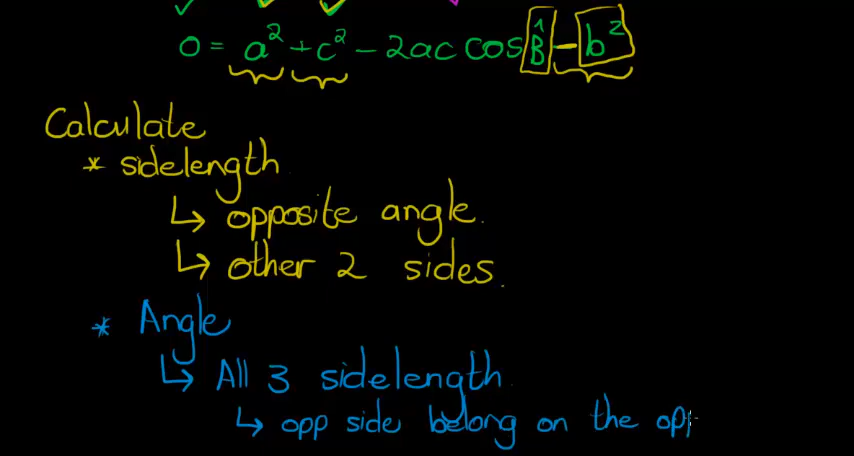 0 = a² + c² - 2ac cos B̂ - b²
Calculate
* sidelength
↳ opposite angle.
↳ other 2 sides.
* Angle
↳ All 3 sidelength.
↳ opp side belong on the opp